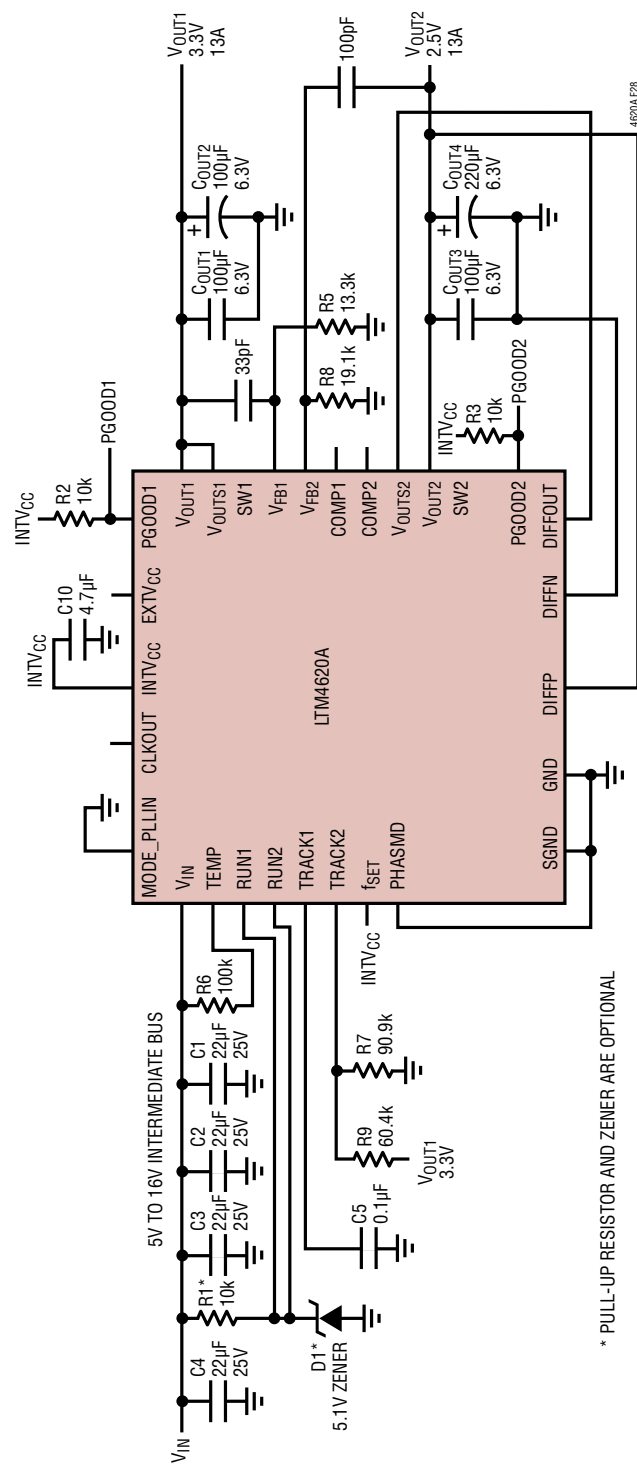 INTVCC
R2
10k
PGOOD1
C10
4.7µF
INTVCC
MODE_PLLIN
CLKOUT
INTVCC
EXTVCC
PGOOD1
VIN
5V TO 16V INTERMEDIATE BUS
C4
22µF
25V
R1*
10k
C3
22µF
25V
C2
22µF
25V
C1
22µF
25V
R6
100k
D1*
5.1V ZENER
C5
0.1µF
R9
60.4k
VOUT1
3.3V
R7
90.9k
INTVCC
VIN
TEMP
RUN1
RUN2
TRACK1
TRACK2
fSET
PHASMD
LTM4620A
VOUT1
VOUTS1
SW1
VFB1
VFB2
COMP1
COMP2
VOUTS2
VOUT2
SW2
PGOOD2
SGND
GND
DIFFP
DIFFN
DIFFOUT
33pF
COUT1
100µF
6.3V
+
COUT2
100µF
6.3V
VOUT1
3.3V
13A
R8
19.1k
R5
13.3k
100pF
INTVCC
R3
10k
PGOOD2
COUT3
100µF
6.3V
+
COUT4
220µF
6.3V
VOUT2
2.5V
13A
* PULL-UP RESISTOR AND ZENER ARE OPTIONAL
4620A F28